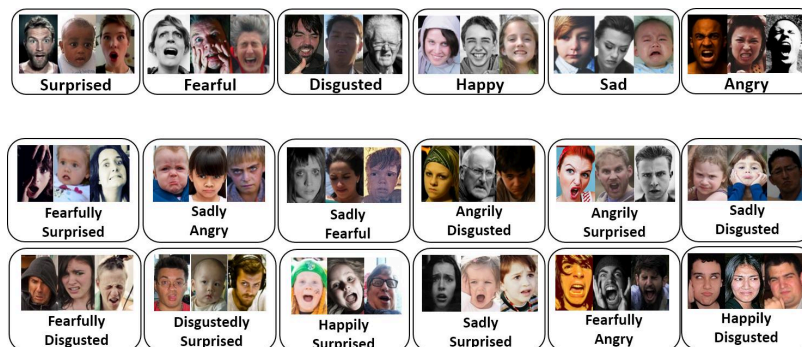 Surprised
Fearful
Disgusted
Happy
Sad
Angry
Fearfully
Surprised
Sadly
Angry
Sadly
Fearful
Angrily
Disgusted
Angrily
Surprised
Sadly
Disgusted
Fearfully
Disgusted
Disgustedly
Surprised
Happily
Surprised
Sadly
Surprised
Fearfully
Angry
Happily
Disgusted